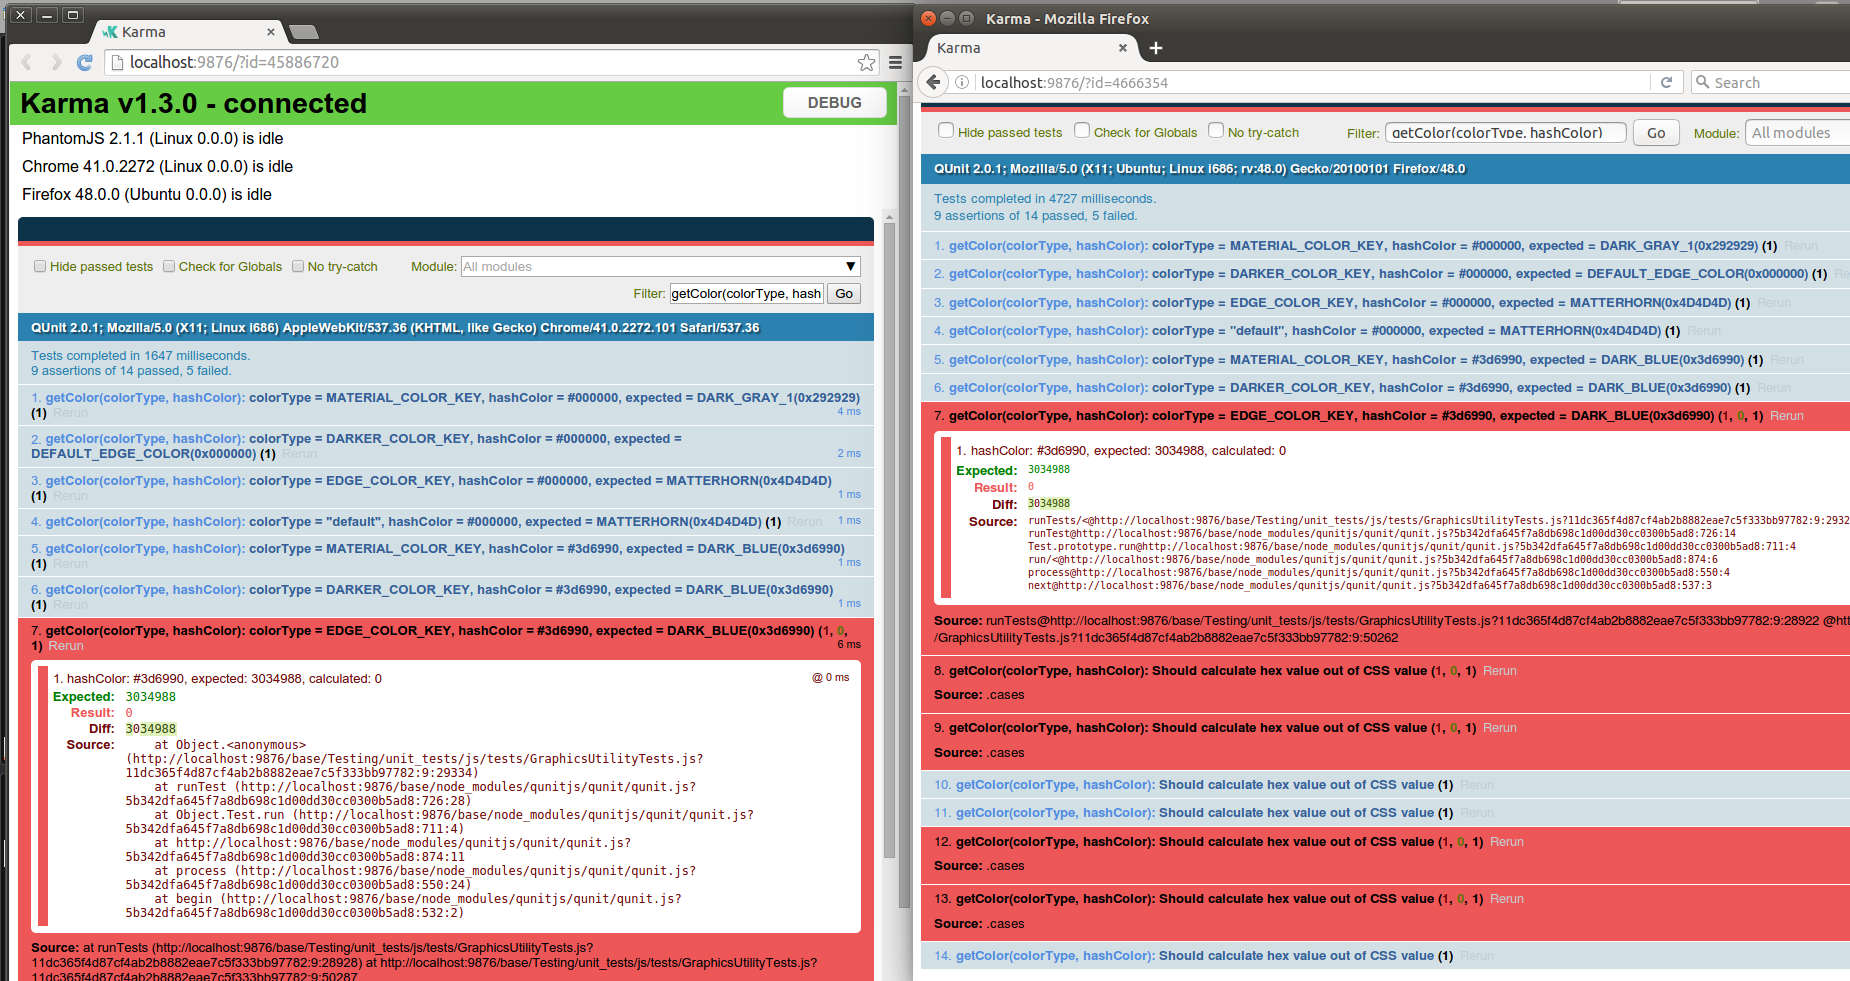 Karma
localhost:9876/?id=45886720
Karma v1.3.0 - connected
DEBUG
PhantomJS 2.1.1 (Linux 0.0.0) is idle
Chrome 41.0.2272 (Linux 0.0.0) is idle
Firefox 48.0.0 (Ubuntu 0.0.0) is idle
Hide passed tests Check for Globals No try-catch Module: All modules
Filter: getColor(colorType, hash Go
QUnit 2.0.1; Mozilla/5.0 (X11; Linux i686) AppleWebKit/537.36 (KHTML, like Gecko) Chrome/41.0.2272.101 Safari/537.36
Tests completed in 1647 milliseconds.
9 assertions of 14 passed, 5 failed.
1. getColor(colorType, hashColor): colorType = MATERIAL_COLOR_KEY, hashColor = #000000, expected = DARK_GRAY_1(0x292929)
(1) Rerun 4 ms
2. getColor(colorType, hashColor): colorType = DARKER_COLOR_KEY, hashColor = #000000, expected =
DEFAULT_EDGE_COLOR(0x000000) (1) Rerun 2 ms
3. getColor(colorType, hashColor): colorType = EDGE_COLOR_KEY, hashColor = #000000, expected = MATTERHORN(0x4D4D4D)
(1) Rerun 1 ms
4. getColor(colorType, hashColor): colorType = "default", hashColor = #000000, expected = MATTERHORN(0x4D4D4D) (1) Rerun 1 ms
5. getColor(colorType, hashColor): colorType = MATERIAL_COLOR_KEY, hashColor = #3d6990, expected = DARK_BLUE(0x3d6990)
(1) Rerun 1 ms
6. getColor(colorType, hashColor): colorType = DARKER_COLOR_KEY, hashColor = #3d6990, expected = DARK_BLUE(0x3d6990)
(1) Rerun 1 ms
7. getColor(colorType, hashColor): colorType = EDGE_COLOR_KEY, hashColor = #3d6990, expected = DARK_BLUE(0x3d6990) (1, 0,
1) Rerun 6 ms
1. hashColor: #3d6990, expected: 3034988, calculated: 0 @ 0 ms
Expected: 3034988
Result: 0
Diff: 3034988
Source: at Object.<anonymous>
(http://localhost:9876/base/Testing/unit_tests/js/tests/GraphicsUtilityTests.js?
11dc365f4d87cf4ab2b8882eae7c5f333bb97782:9:29334)
at runTest (http://localhost:9876/base/node_modules/qunitjs/qunit/qunit.js?
5b342dfa645f7a8db698c1d00dd30cc0300b5ad8:726:28)
at Object.Test.run (http://localhost:9876/base/node_modules/qunitjs/qunit/qunit.js?
5b342dfa645f7a8db698c1d00dd30cc0300b5ad8:711:4)
at http://localhost:9876/base/node_modules/qunitjs/qunit/qunit.js?
5b342dfa645f7a8db698c1d00dd30cc0300b5ad8:874:11
at process (http://localhost:9876/base/node_modules/qunitjs/qunit/qunit.js?
5b342dfa645f7a8db698c1d00dd30cc0300b5ad8:550:24)
at begin (http://localhost:9876/base/node_modules/qunitjs/qunit/qunit.js?
5b342dfa645f7a8db698c1d00dd30cc0300b5ad8:532:2)
Source: at runTests (http://localhost:9876/base/Testing/unit_tests/js/tests/GraphicsUtilityTests.js?
11dc365f4d87cf4ab2b8882eae7c5f333bb97782:9:28928) at http://localhost:9876/base/Testing/unit_tests/js/tests/GraphicsUtilityTests.js?
11dc365f4d87cf4ab2b8882eae7c5f333bb97782:9:50287
Karma - Mozilla Firefox
Karma
localhost:9876/?id=4666354
Search
Hide passed tests Check for Globals No try-catch Filter: getColor(colorType, hashColor) Go Module: All modules
QUnit 2.0.1; Mozilla/5.0 (X11; Ubuntu; Linux i686; rv:48.0) Gecko/20100101 Firefox/48.0
Tests completed in 4727 milliseconds.
9 assertions of 14 passed, 5 failed.
1. getColor(colorType, hashColor): colorType = MATERIAL_COLOR_KEY, hashColor = #000000, expected = DARK_GRAY_1(0x292929) (1) Rerun
2. getColor(colorType, hashColor): colorType = DARKER_COLOR_KEY, hashColor = #000000, expected = DEFAULT_EDGE_COLOR(0x000000) (1) Re
3. getColor(colorType, hashColor): colorType = EDGE_COLOR_KEY, hashColor = #000000, expected = MATTERHORN(0x4D4D4D) (1) Rerun
4. getColor(colorType, hashColor): colorType = "default", hashColor = #000000, expected = MATTERHORN(0x4D4D4D) (1) Rerun
5. getColor(colorType, hashColor): colorType = MATERIAL_COLOR_KEY, hashColor = #3d6990, expected = DARK_BLUE(0x3d6990) (1) Rerun
6. getColor(colorType, hashColor): colorType = DARKER_COLOR_KEY, hashColor = #3d6990, expected = DARK_BLUE(0x3d6990) (1) Rerun
7. getColor(colorType, hashColor): colorType = EDGE_COLOR_KEY, hashColor = #3d6990, expected = DARK_BLUE(0x3d6990) (1, 0, 1) Rerun
1. hashColor: #3d6990, expected: 3034988, calculated: 0
Expected: 3034988
Result: 0
Diff: 3034988
Source: runTests/<@http://localhost:9876/base/Testing/unit_tests/js/tests/GraphicsUtilityTests.js?11dc365f4d87cf4ab2b8882eae7c5f333bb97782:9:2932
runTest@http://localhost:9876/base/node_modules/qunitjs/qunit/qunit.js?5b342dfa645f7a8db698c1d00dd30cc0300b5ad8:726:14
Test.prototype.run@http://localhost:9876/base/node_modules/qunitjs/qunit/qunit.js?5b342dfa645f7a8db698c1d00dd30cc0300b5ad8:711:4
run/<@http://localhost:9876/base/node_modules/qunitjs/qunit/qunit.js?5b342dfa645f7a8db698c1d00dd30cc0300b5ad8:874:6
process@http://localhost:9876/base/node_modules/qunitjs/qunit/qunit.js?5b342dfa645f7a8db698c1d00dd30cc0300b5ad8:550:4
next@http://localhost:9876/base/node_modules/qunitjs/qunit/qunit.js?5b342dfa645f7a8db698c1d00dd30cc0300b5ad8:537:3
Source: runTests@http://localhost:9876/base/Testing/unit_tests/js/tests/GraphicsUtilityTests.js?11dc365f4d87cf4ab2b8882eae7c5f333bb97782:9:28922 @htt
/GraphicsUtilityTests.js?11dc365f4d87cf4ab2b8882eae7c5f333bb97782:9:50262
8. getColor(colorType, hashColor): Should calculate hex value out of CSS value (1, 0, 1) Rerun
Source: .cases
9. getColor(colorType, hashColor): Should calculate hex value out of CSS value (1, 0, 1) Rerun
Source: .cases
10. getColor(colorType, hashColor): Should calculate hex value out of CSS value (1) Rerun
11. getColor(colorType, hashColor): Should calculate hex value out of CSS value (1) Rerun
12. getColor(colorType, hashColor): Should calculate hex value out of CSS value (1, 0, 1) Rerun
Source: .cases
13. getColor(colorType, hashColor): Should calculate hex value out of CSS value (1, 0, 1) Rerun
Source: .cases
14. getColor(colorType, hashColor): Should calculate hex value out of CSS value (1) Rerun